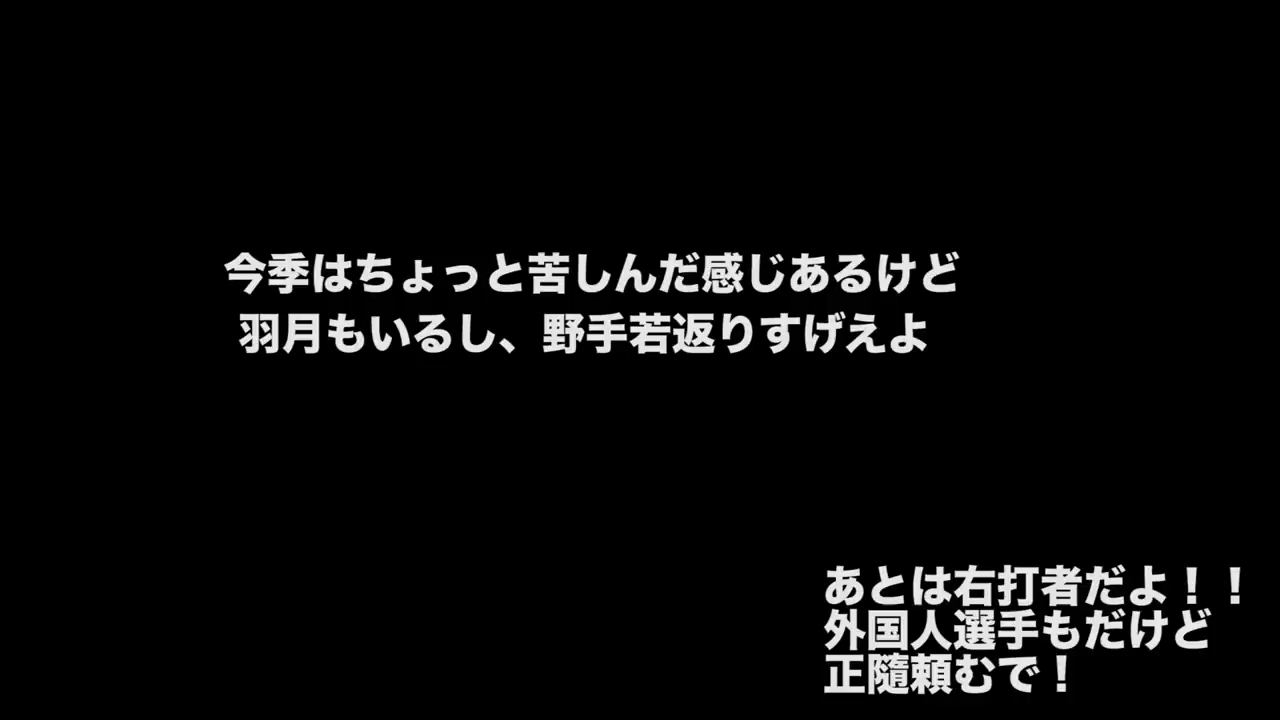 今季はちょっと苦しんだ感じあるけど
羽月もいるし、野手若返りすげえよ
あとは右打者だよ！！
外国人選手もだけど
正隨頼むで！